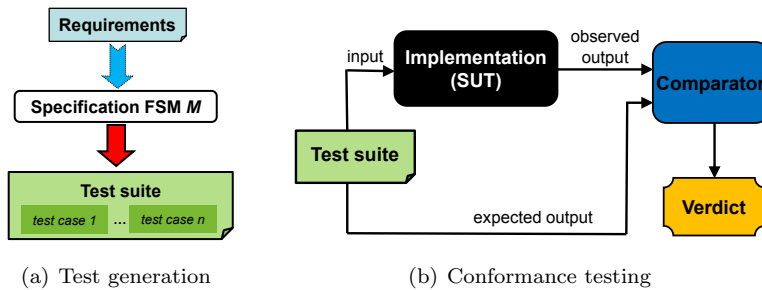 Requirements
Specification FSM M
Test suite
test case 1 ... test case n
(a) Test generation
input
Implementation
(SUT)
observed
output
Comparator
Test suite
expected output
Verdict
(b) Conformance testing